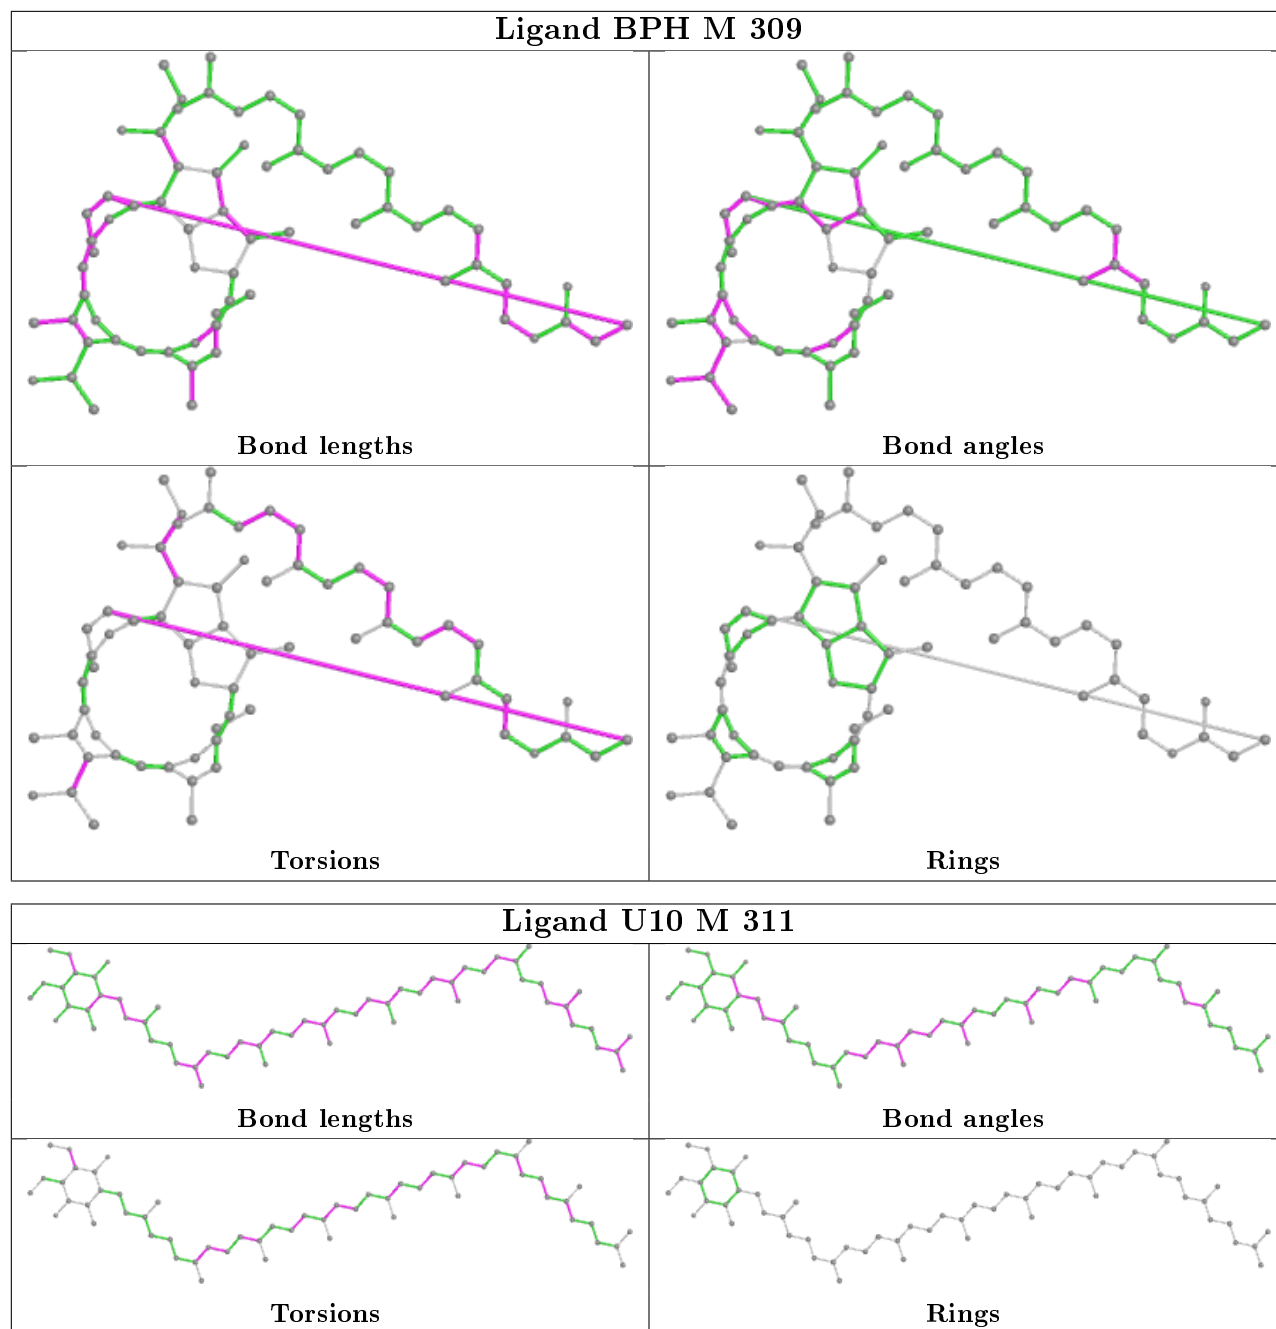 Ligand BPH M 309
Bond lengths
Bond angles
Torsions
Rings
Ligand U10 M 311
Bond lengths
Bond angles
Torsions
Rings